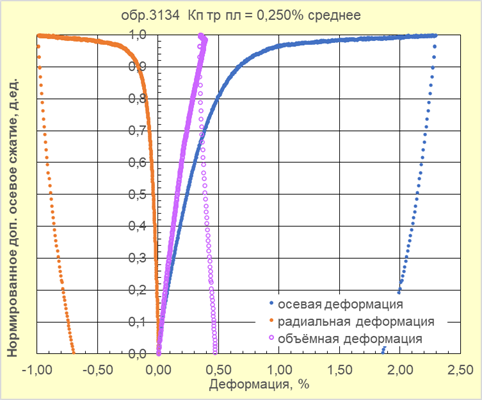 обр.3134 Кп тр пл = 0,250% среднее
Нормированное доп. осевое сжатие, д.ед.
1,0
0,9
0,8
0,7
0,6
0,5
0,4
0,3
0,2
0,1
0,0
осевая деформация
радиальная деформация
объёмная деформация
-1,00 -0,50 0,00 0,50 1,00 1,50 2,00 2,50
Деформация, %